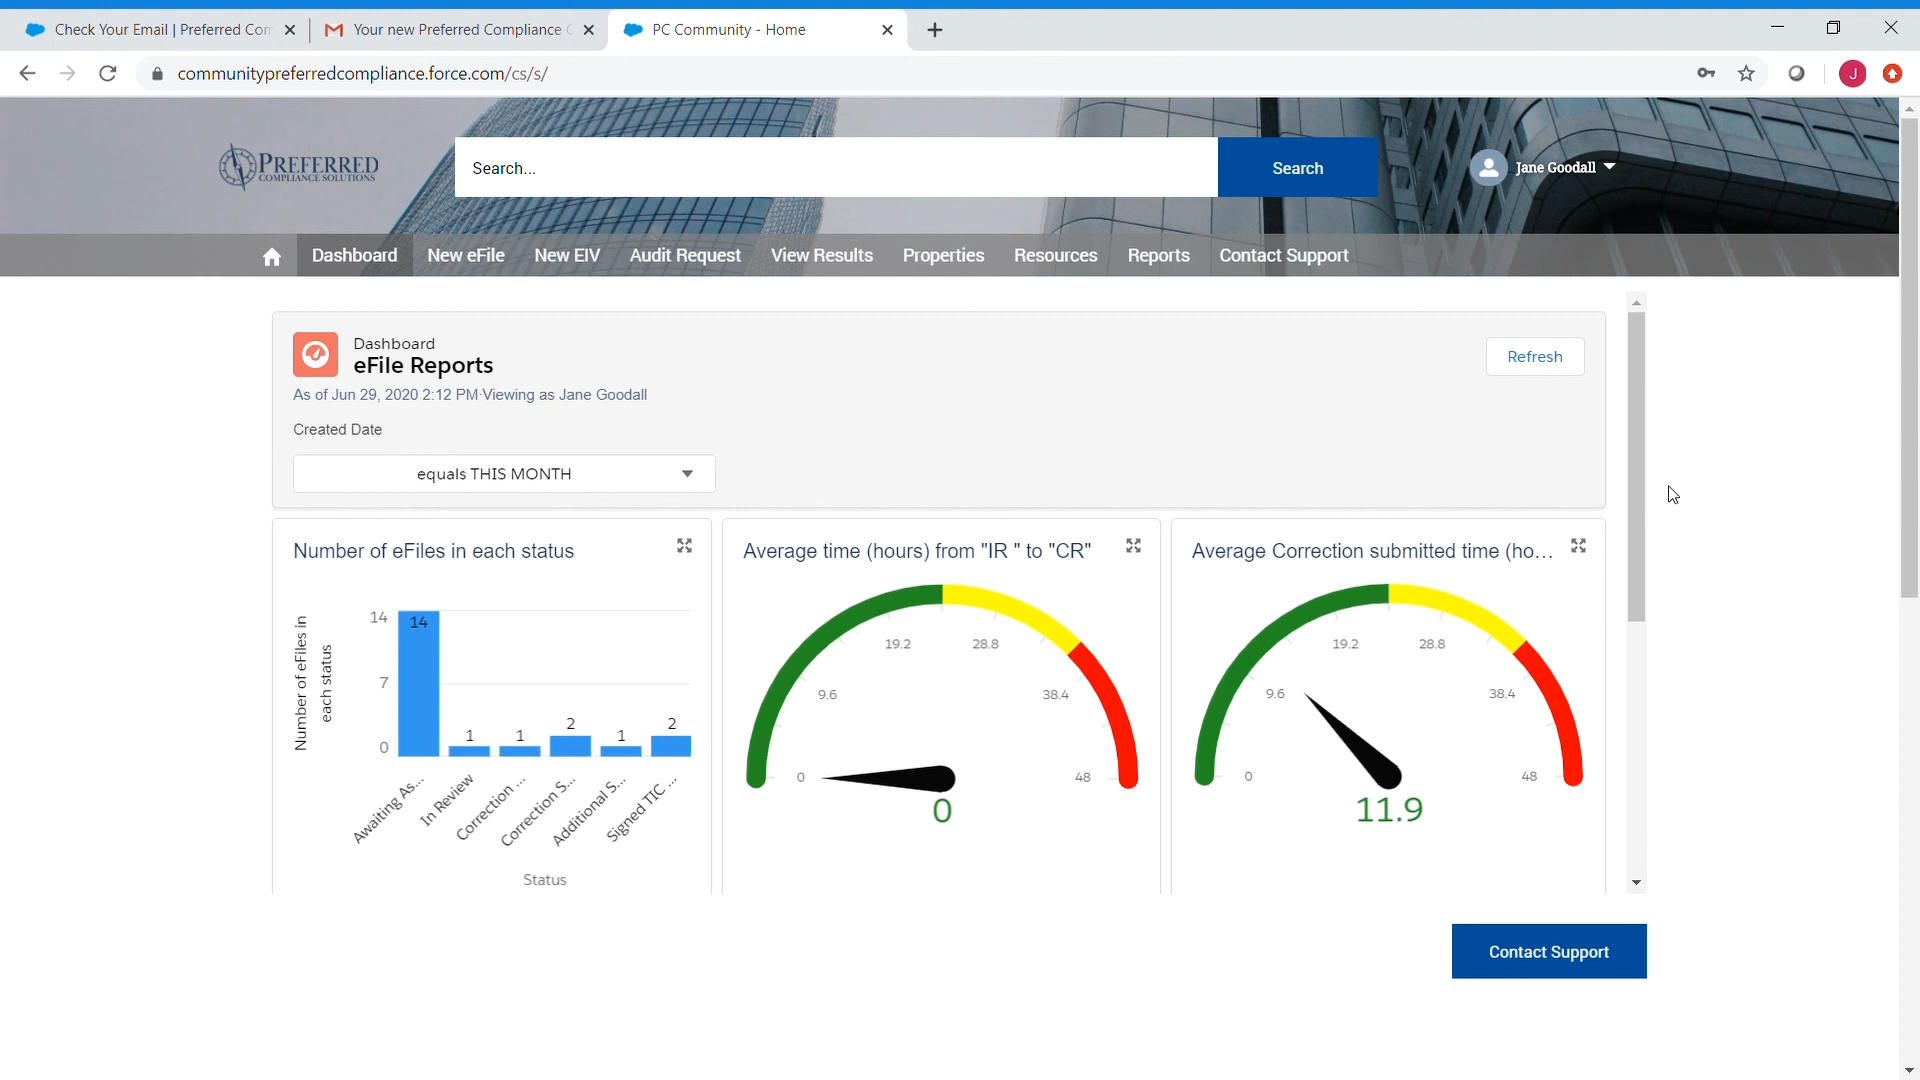 Check Your Email | Preferred Com
Your new Preferred Compliance C
PC Community - Home
communitypreferredcompliance.force.com/cs/s/
J
PREFERRED
COMPLIANCE SOLUTIONS
Search...
Search
Jane Goodall
Dashboard
New eFile
New EIV
Audit Request
View Results
Properties
Resources
Reports
Contact Support
Dashboard
eFile Reports
As of Jun 29, 2020 2:12 PM·Viewing as Jane Goodall
Refresh
Created Date
equals THIS MONTH
Number of eFiles in each status
Number of eFiles in
each status
14
7
0
14
1
1
2
1
2
Awaiting As...
In Review
Correction ...
Correction S...
Additional S...
Signed TIC ...
Status
Average time (hours) from "IR " to "CR"
0
9.6
19.2
28.8
38.4
48
0
Average Correction submitted time (ho...
0
9.6
19.2
28.8
38.4
48
11.9
Contact Support